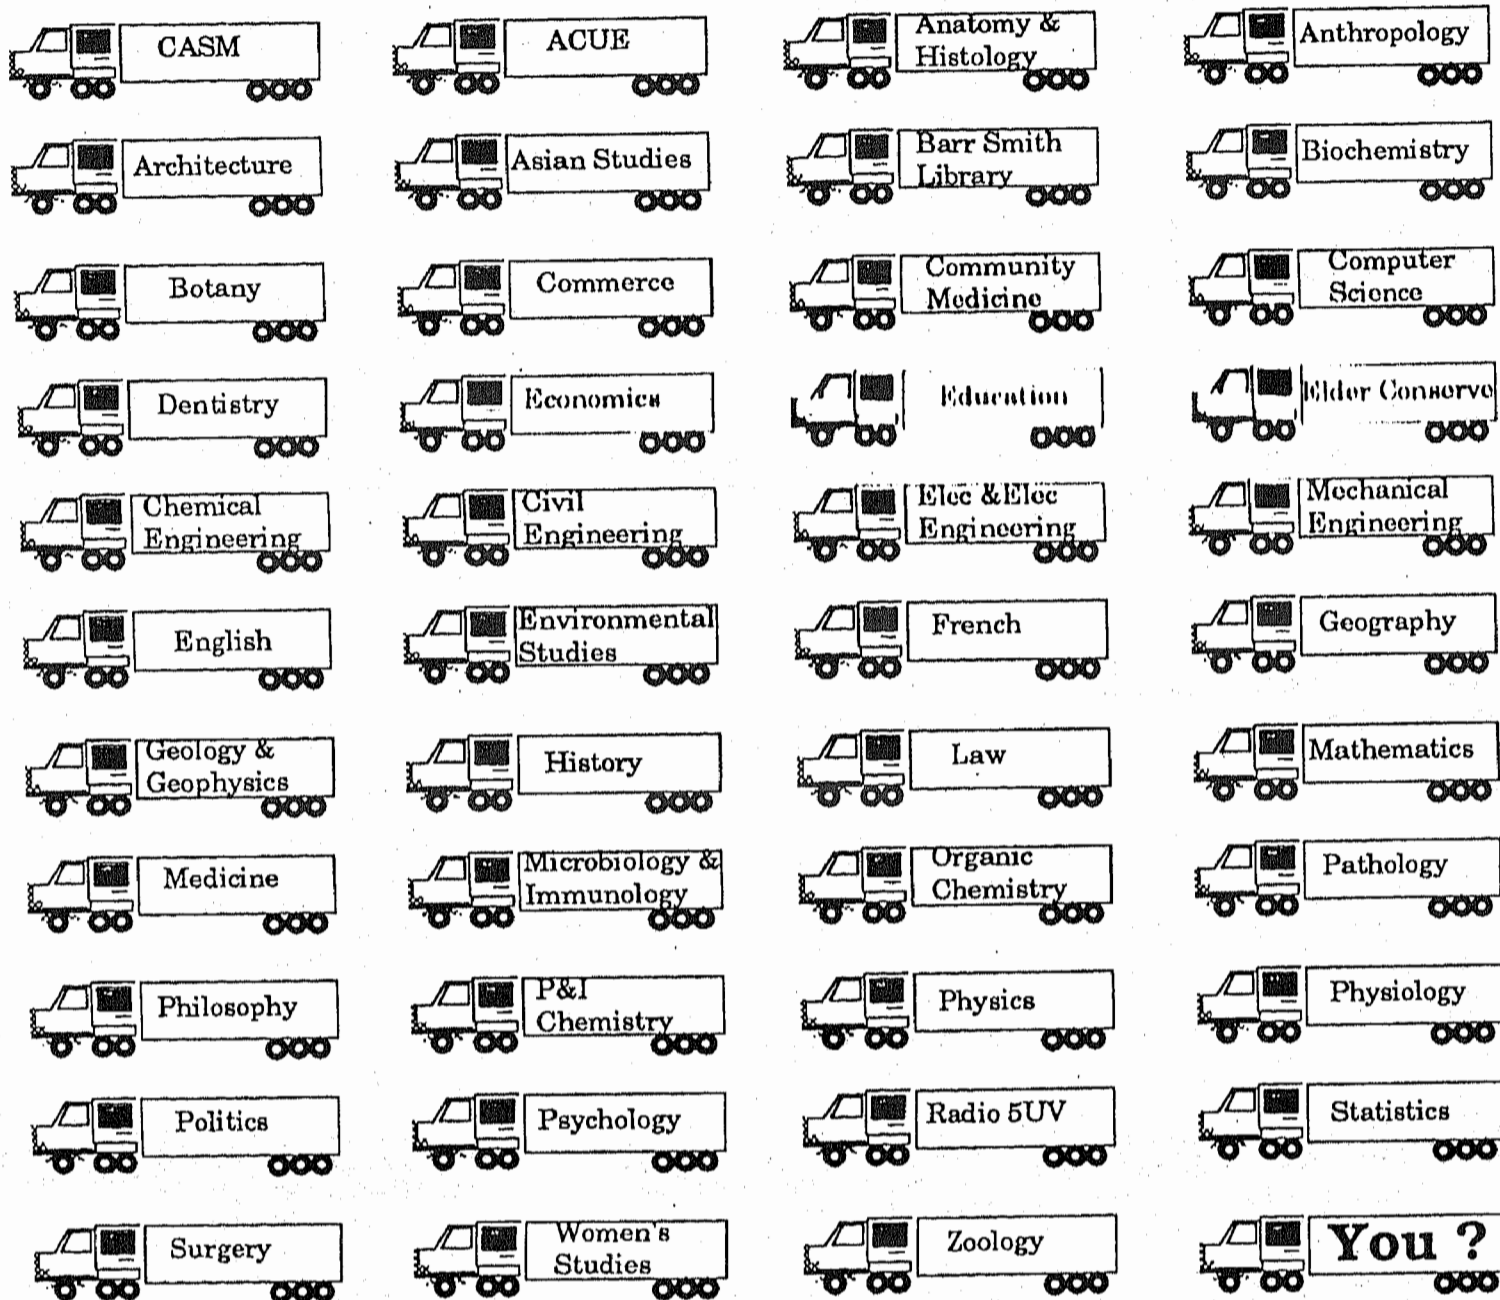 CASM
ACUE
Anatomy &
Histology
Anthropology
Architecture
Asian Studies
Barr Smith
Library
Biochemistry
Botany
Commerce
Community
Medicine
Computer
Science
Dentistry
Economics
Education
Elder Conserve
Chemical
Engineering
Civil
Engineering
Elec &Elec
Engineering
Mechanical
Engineering
English
Environmental
Studies
French
Geography
Geology &
Geophysics
History
Law
Mathematics
Medicine
Microbiology &
Immunology
Organic
Chemistry
Pathology
Philosophy
P&I
Chemistry
Physics
Physiology
Politics
Psychology
Radio 5UV
Statistics
Surgery
Women's
Studies
Zoology
You ?